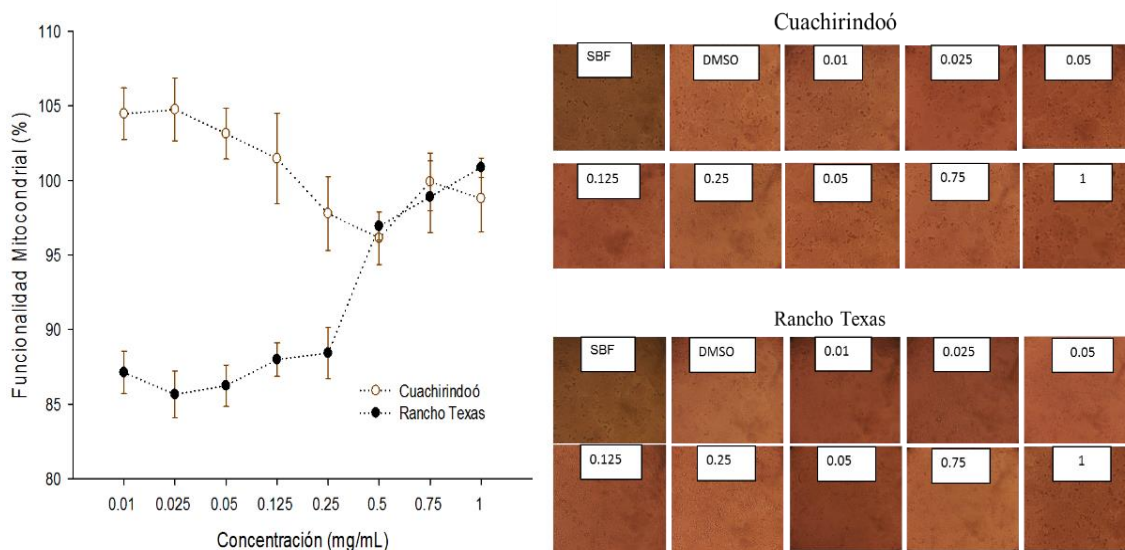 Funcionalidad Mitocondrial (%)
110
105
100
95
90
85
80
Cuachirindoó
Rancho Texas
0.01 0.025 0.05 0.125 0.25 0.5 0.75 1
Concentración (mg/mL)
Cuachirindoó
SBF DMSO 0.01 0.025 0.05
0.125 0.25 0.05 0.75 1
Rancho Texas
SBF DMSO 0.01 0.025 0.05
0.125 0.25 0.05 0.75 1